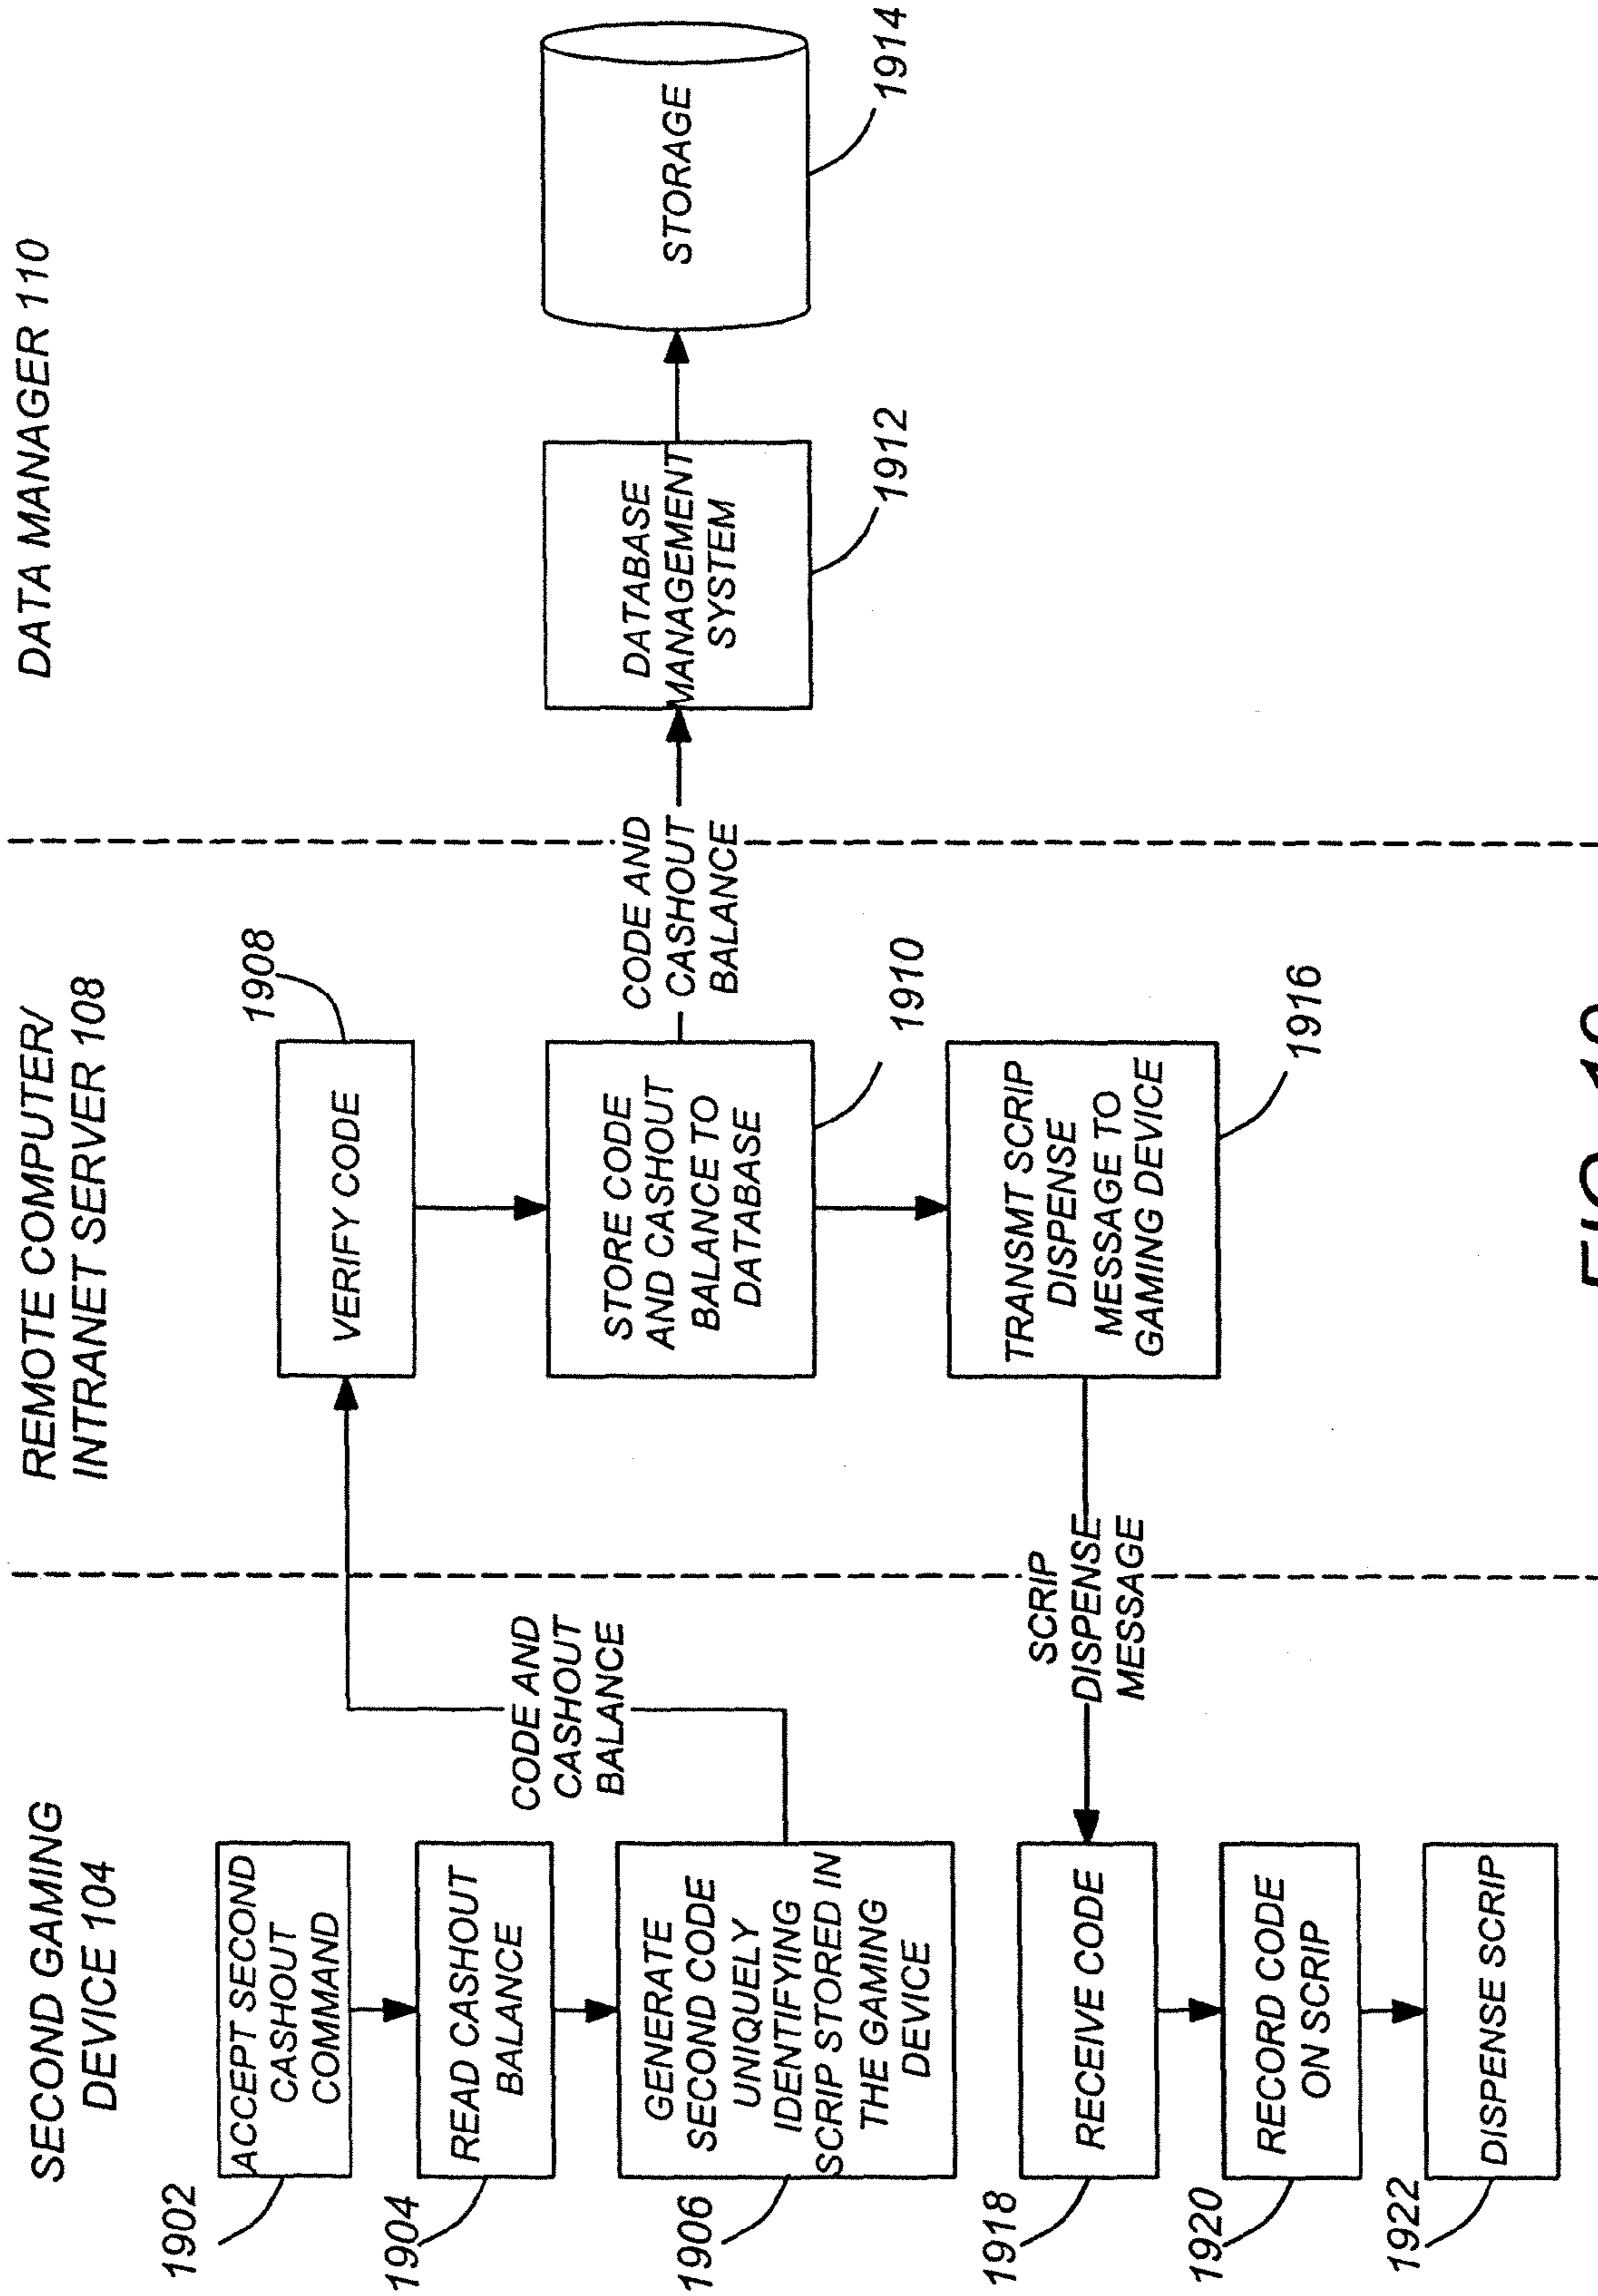 SECOND GAMING
DEVICE 104
1902
ACCEPT SECOND
CASHOUT
COMMAND
1904
READ CASHOUT
BALANCE
1906
GENERATE
SECOND CODE
UNIQUELY
IDENTIFYING
SCRIP STORED IN
THE GAMING
DEVICE
CODE AND
CASHOUT
BALANCE
1918
RECEIVE CODE
1920
RECORD CODE
ON SCRIP
1922
DISPENSE SCRIP
REMOTE COMPUTER/
INTRANET SERVER 108
1908
VERIFY CODE
STORE CODE
AND CASHOUT
BALANCE TO
DATABASE
1910
CODE AND
CASHOUT
BALANCE
TRANSMT SCRIP
DISPENSE
MESSAGE TO
GAMING DEVICE
1916
SCRIP
DISPENSE
MESSAGE
DATA MANAGER 110
DATABASE
MANAGEMENT
SYSTEM
1912
STORAGE
1914